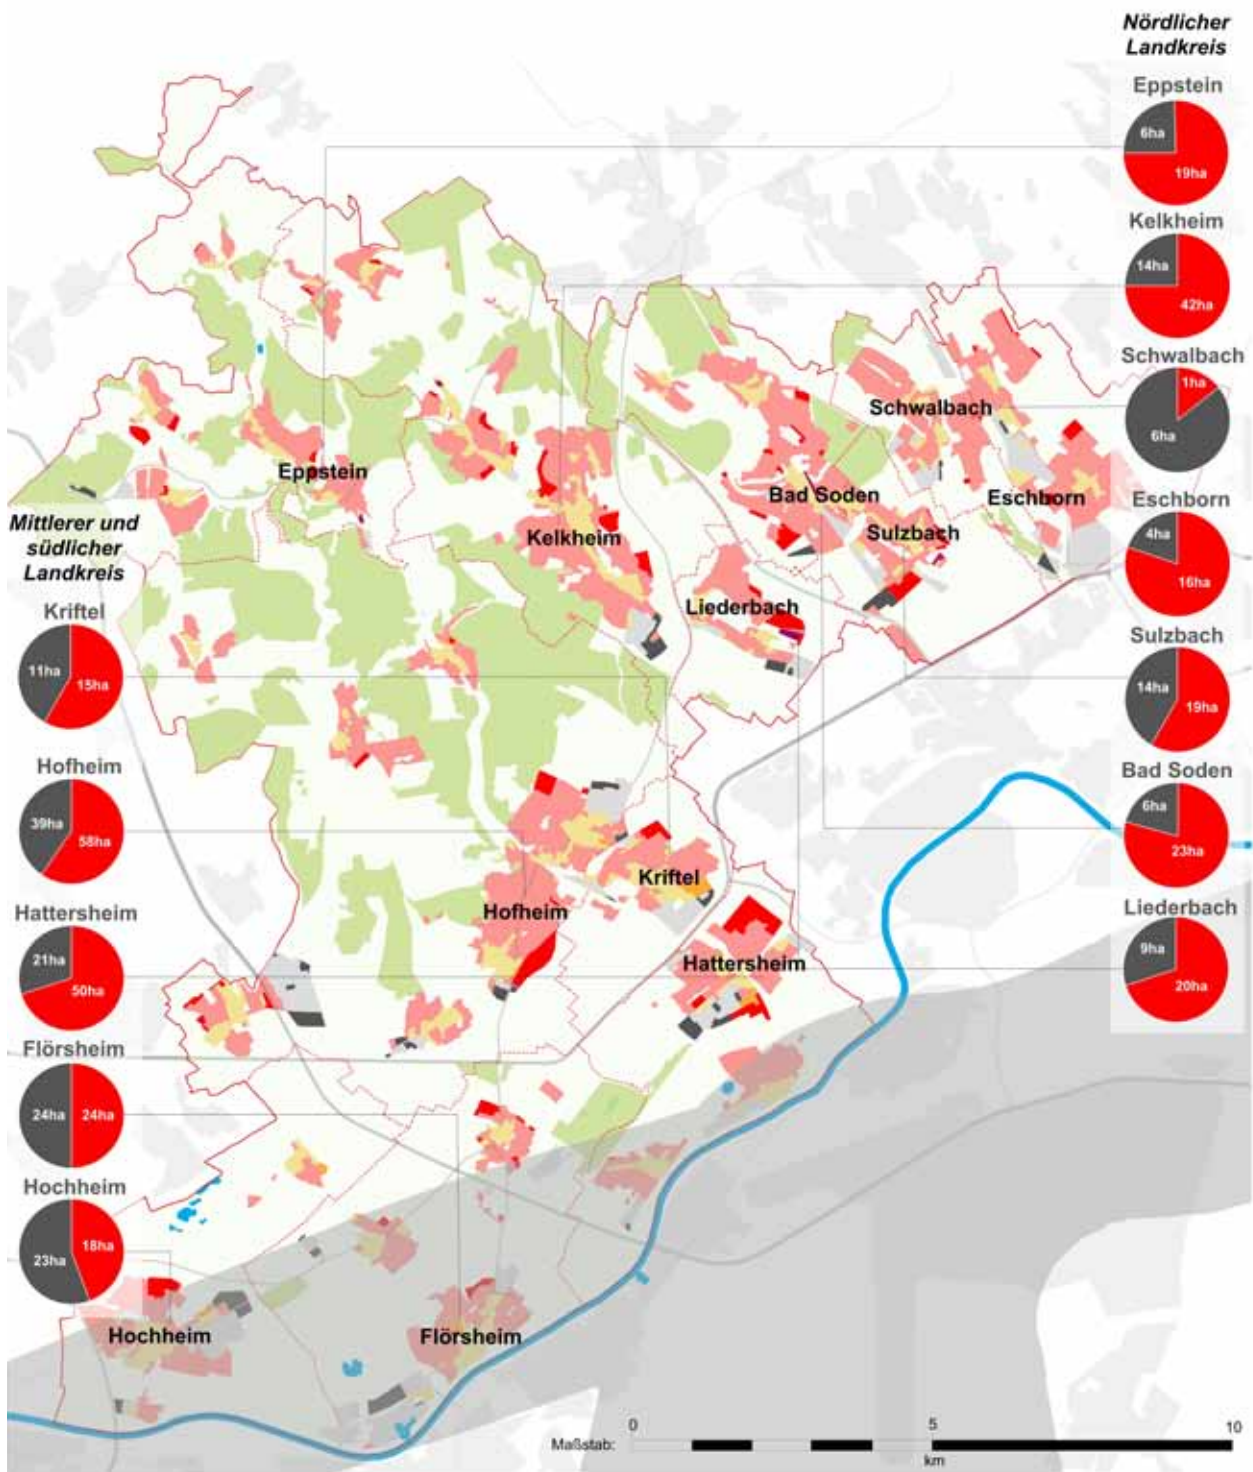 Nördlicher
Landkreis
Eppstein
6ha
19ha
Kelkheim
14ha
42ha
Schwalbach
1ha
6ha
Eschborn
4ha
16ha
Sulzbach
14ha
19ha
Bad Soden
6ha
23ha
Liederbach
9ha
20ha
Mittlerer und
südlicher
Landkreis
Kriftel
11ha
15ha
Hofheim
39ha
58ha
Hattersheim
21ha
50ha
Flörsheim
24ha
24ha
Hochheim
18ha
23ha
Schwalbach
Eppstein
Bad Soden
Eschborn
Kelkheim
Sulzbach
Liederbach
Kriftel
Hofheim
Hattersheim
Hochheim
Flörsheim
Maßstab:
0
5
10
km